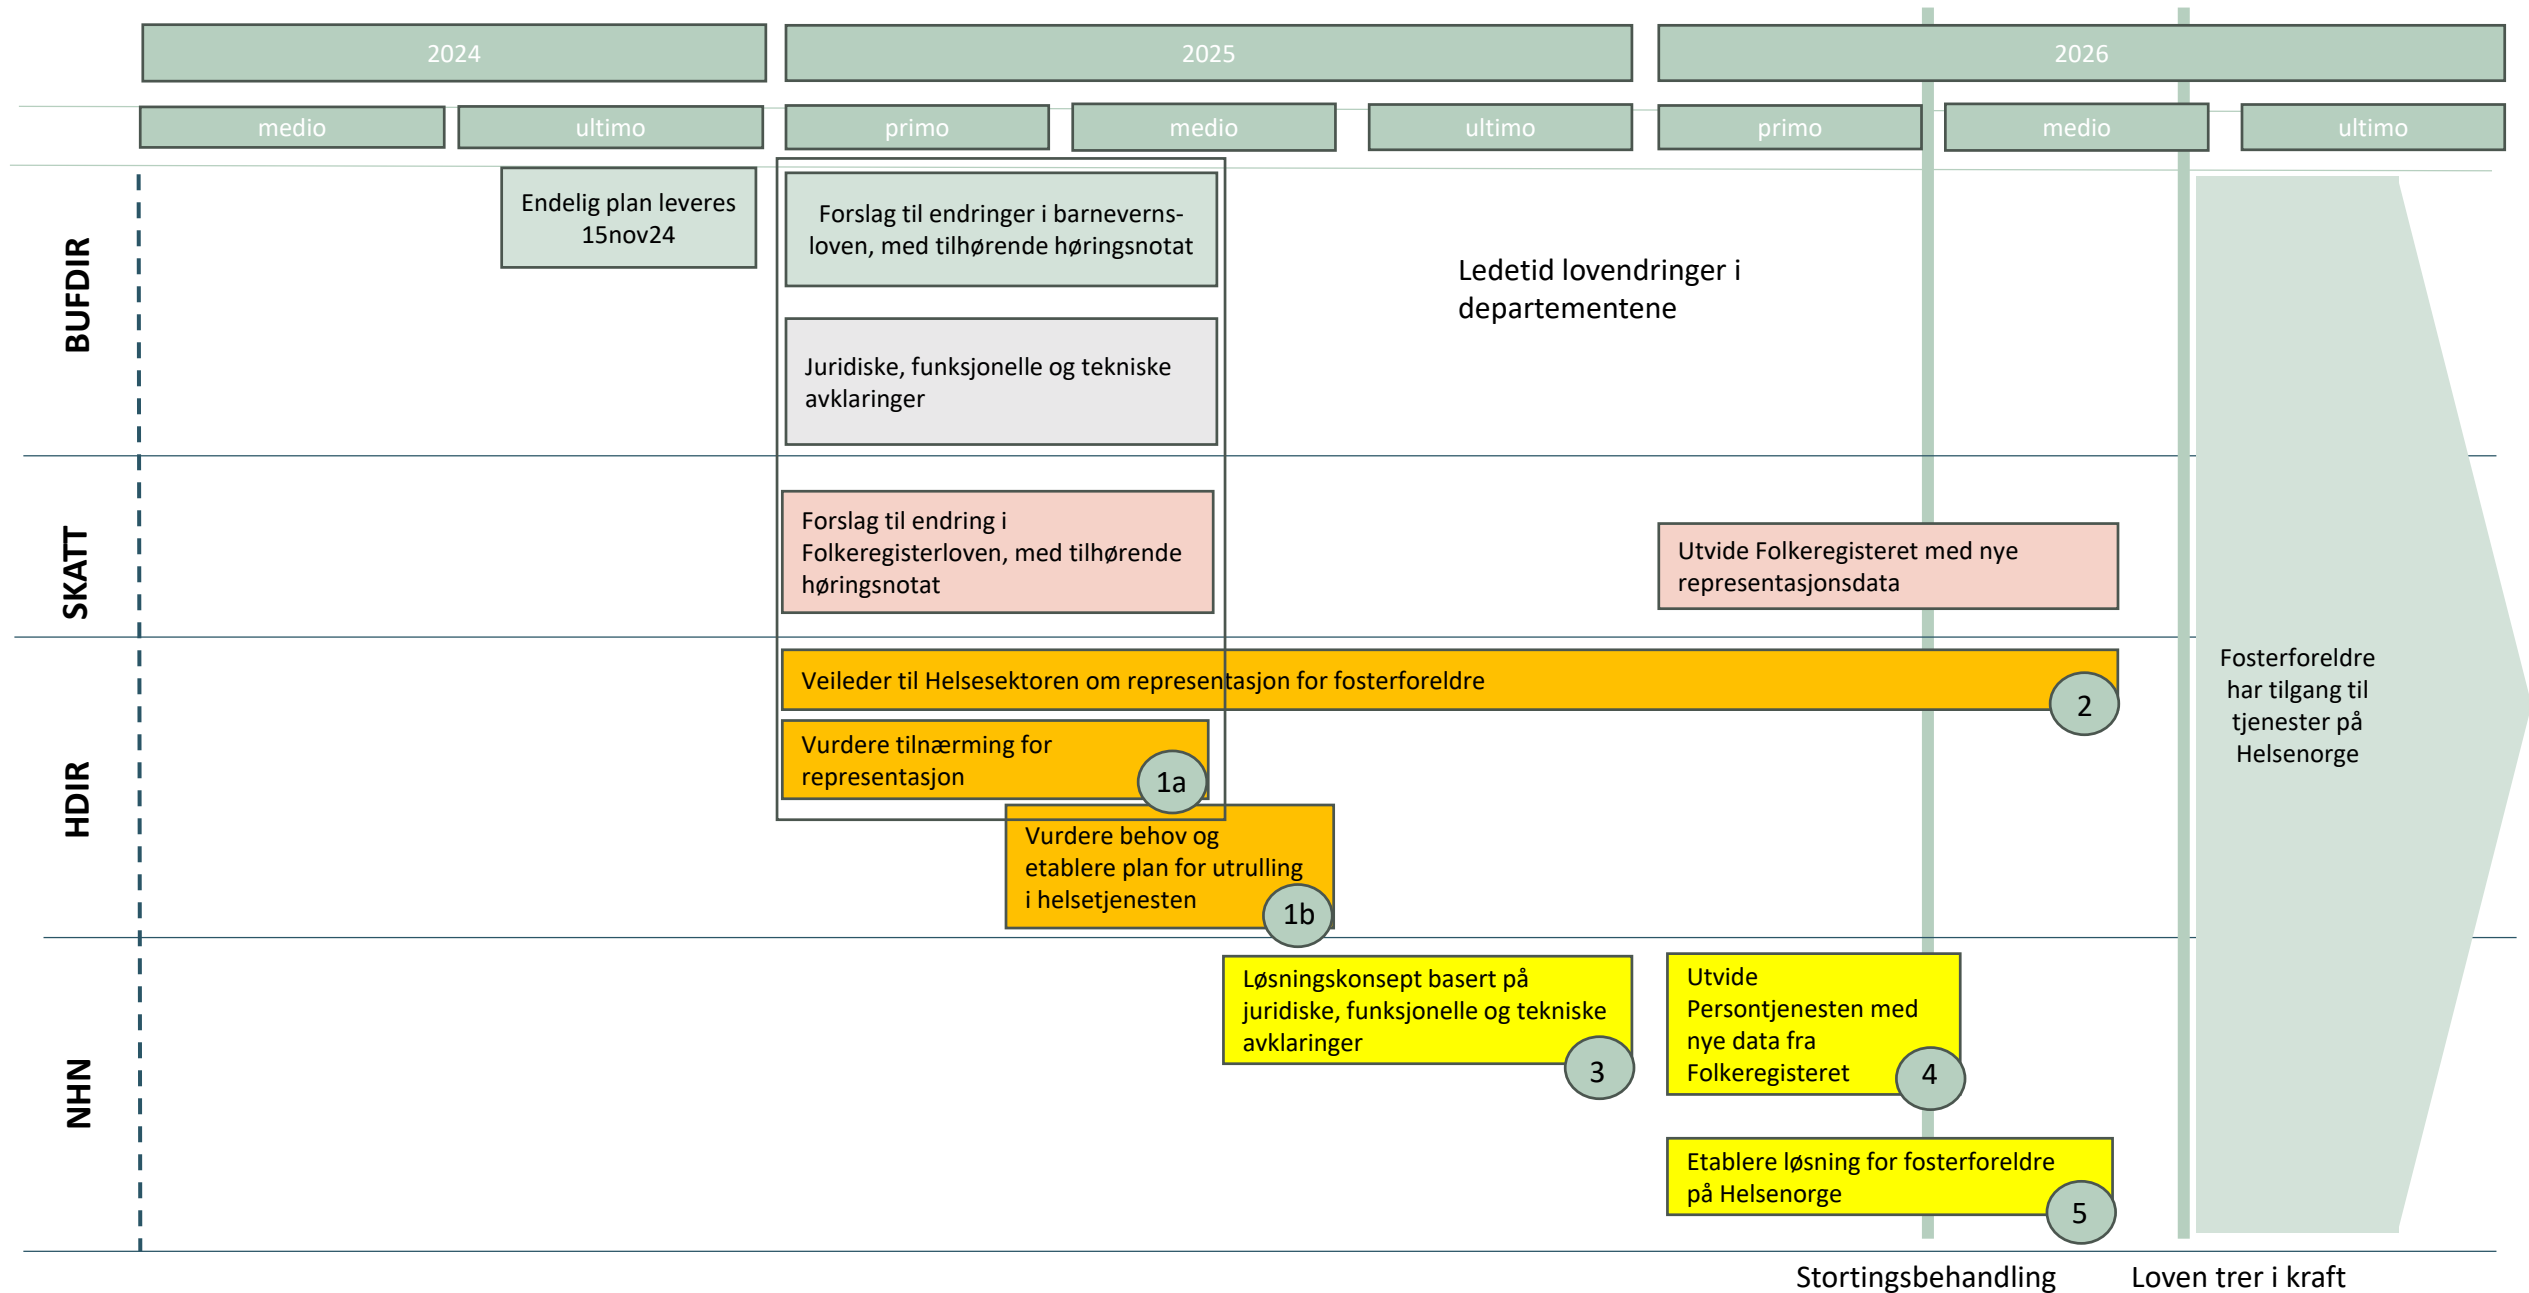 2024
2025
2026
medio
ultimo
primo
medio
ultimo
primo
medio
ultimo
BUFDIR
Endelig plan leveres
15nov24
Forslag til endringer i barneverns-
loven, med tilhørende høringsnotat
Ledetid lovendringer i
departementene
Juridiske, funksjonelle og tekniske
avklaringer
SKATT
Forslag til endring i
Folkeregisterloven, med tilhørende
høringsnotat
Utvide Folkeregisteret med nye
representasjonsdata
HDIR
Veileder til Helsesektoren om representasjon for fosterforeldre
2
Vurdere tilnærming for
representasjon
1a
Vurdere behov og
etablere plan for utrulling
i helsetjenesten
1b
Fosterforeldre
har tilgang til
tjenester på
Helsenorge
NHN
Løsningskonsept basert på
juridiske, funksjonelle og tekniske
avklaringer
3
Utvide
Persontjenesten med
nye data fra
Folkeregisteret
4
Etablere løsning for fosterforeldre
på Helsenorge
5
Stortingsbehandling
Loven trer i kraft